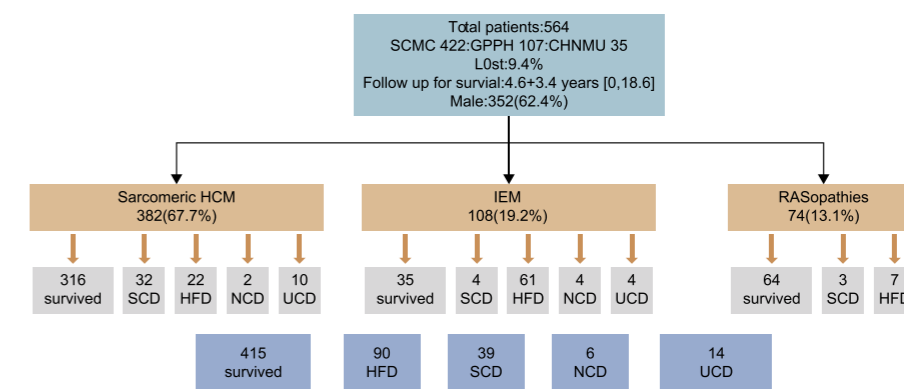 Total patients:564
SCMC 422:GPPH 107:CHNMU 35
L0st:9.4%
Follow up for survial:4.6+3.4 years [0,18.6]
Male:352(62.4%)
Sarcomeric HCM
382(67.7%)
IEM
108(19.2%)
RASopathies
74(13.1%)
316
survived
32
SCD
22
HFD
2
NCD
10
UCD
35
survived
4
SCD
61
HFD
4
NCD
4
UCD
64
survived
3
SCD
7
HFD
415
survived
90
HFD
39
SCD
6
NCD
14
UCD